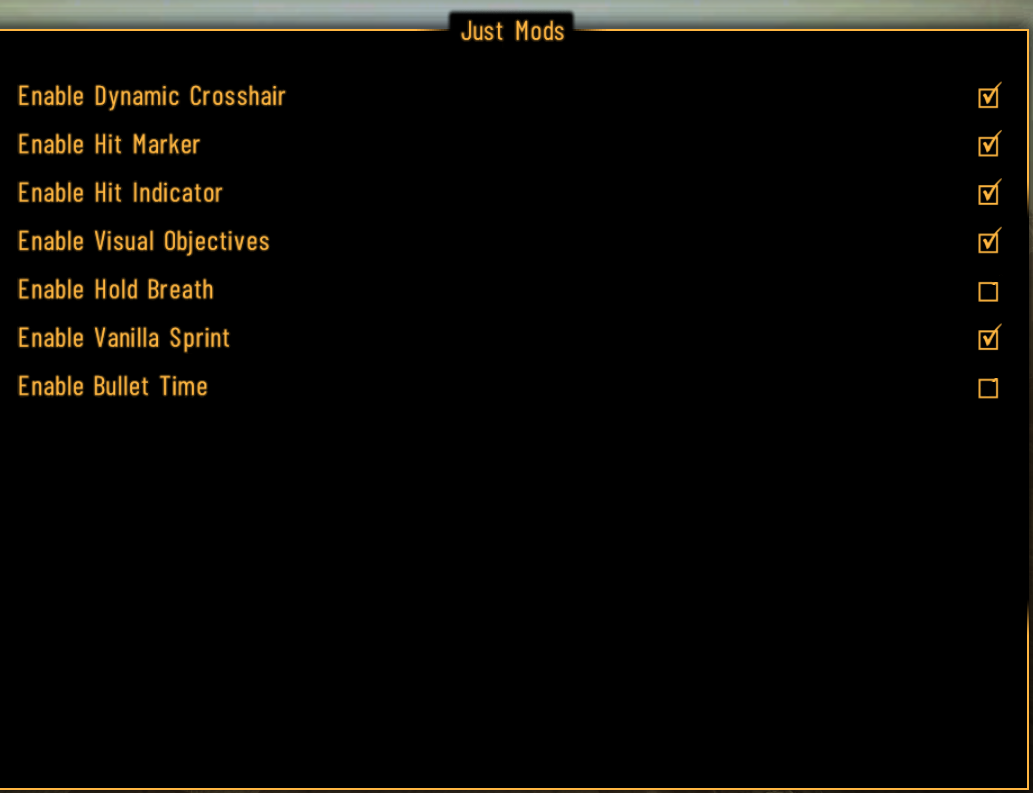 Just Mods
Enable Dynamic Crosshair
Enable Hit Marker
Enable Hit Indicator
Enable Visual Objectives
Enable Hold Breath
Enable Vanilla Sprint
Enable Bullet Time